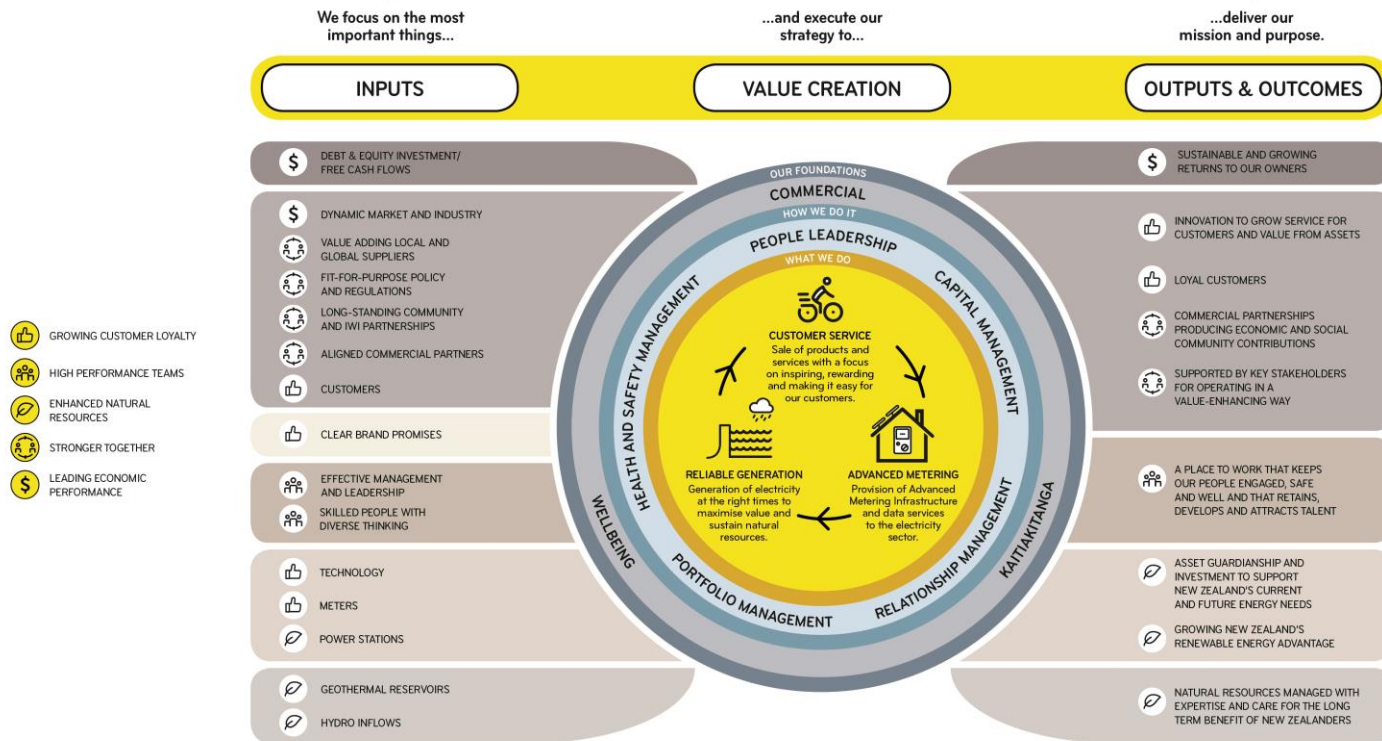 We focus on the most
important things...
...and execute our
strategy to...
...deliver our
mission and purpose.
INPUTS
VALUE CREATION
OUTPUTS & OUTCOMES
GROWING CUSTOMER LOYALTY
HIGH PERFORMANCE TEAMS
ENHANCED NATURAL
RESOURCES
STRONGER TOGETHER
$
LEADING ECONOMIC
PERFORMANCE
$
DEBT & EQUITY INVESTMENT/
FREE CASH FLOWS
$
DYNAMIC MARKET AND INDUSTRY
VALUE ADDING LOCAL AND
GLOBAL SUPPLIERS
FIT-FOR-PURPOSE POLICY
AND REGULATIONS
LONG-STANDING COMMUNITY
AND IWI PARTNERSHIPS
ALIGNED COMMERCIAL PARTNERS
CUSTOMERS
CLEAR BRAND PROMISES
EFFECTIVE MANAGEMENT
AND LEADERSHIP
SKILLED PEOPLE WITH
DIVERSE THINKING
TECHNOLOGY
METERS
POWER STATIONS
GEOTHERMAL RESERVOIRS
HYDRO INFLOWS
OUR FOUNDATIONS
COMMERCIAL
HOW WE DO IT
PEOPLE LEADERSHIP
WHAT WE DO
HEALTH AND SAFETY MANAGEMENT
CAPITAL MANAGEMENT
CUSTOMER SERVICE
Sale of products and
services with a focus
on inspiring, rewarding
and making it easy for
our customers.
RELIABLE GENERATION
Generation of electricity
at the right times to
maximise value and
sustain natural
resources.
ADVANCED METERING
Provision of Advanced
Metering Infrastructure
and data services
to the electricity
sector.
WELLBEING
PORTFOLIO MANAGEMENT
RELATIONSHIP MANAGEMENT
KAITIAKITANGA
$
SUSTAINABLE AND GROWING
RETURNS TO OUR OWNERS
INNOVATION TO GROW SERVICE FOR
CUSTOMERS AND VALUE FROM ASSETS
LOYAL CUSTOMERS
COMMERCIAL PARTNERSHIPS
PRODUCING ECONOMIC AND SOCIAL
COMMUNITY CONTRIBUTIONS
SUPPORTED BY KEY STAKEHOLDERS
FOR OPERATING IN A
VALUE-ENHANCING WAY
A PLACE TO WORK THAT KEEPS
OUR PEOPLE ENGAGED, SAFE
AND WELL AND THAT RETAINS,
DEVELOPS AND ATTRACTS TALENT
ASSET GUARDIANSHIP AND
INVESTMENT TO SUPPORT
NEW ZEALAND'S CURRENT
AND FUTURE ENERGY NEEDS
GROWING NEW ZEALAND'S
RENEWABLE ENERGY ADVANTAGE
NATURAL RESOURCES MANAGED WITH
EXPERTISE AND CARE FOR THE LONG
TERM BENEFIT OF NEW ZEALANDERS